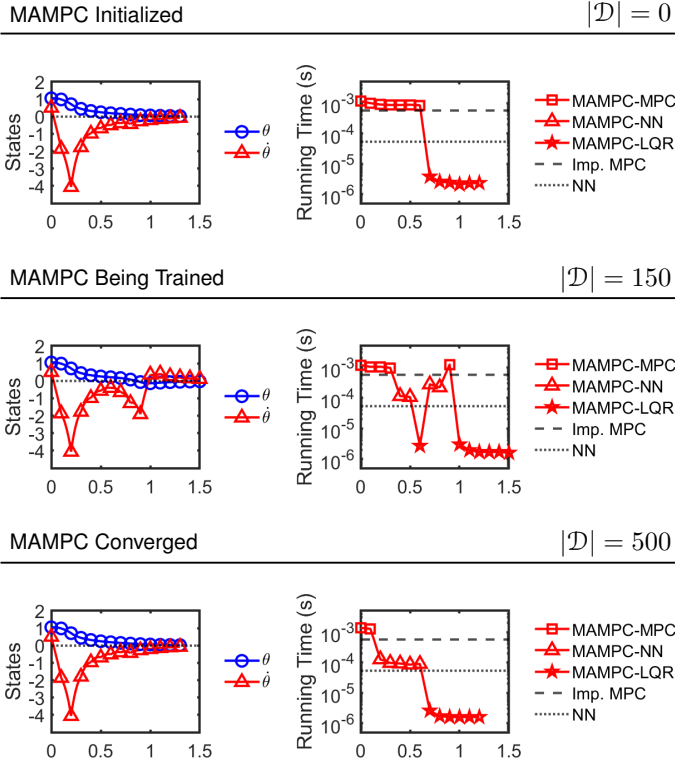 MAMPC Initialized |𝒟| = 0
States
2
1
0
-1
-2
-3
-4
0 0.5 1 1.5
θ
θ̇
Running Time (s)
10⁻³
10⁻⁴
10⁻⁵
10⁻⁶
0 0.5 1 1.5
MAMPC-MPC
MAMPC-NN
MAMPC-LQR
Imp. MPC
NN
MAMPC Being Trained |𝒟| = 150
States
2
1
0
-1
-2
-3
-4
0 0.5 1 1.5
θ
θ̇
Running Time (s)
10⁻³
10⁻⁴
10⁻⁵
10⁻⁶
0 0.5 1 1.5
MAMPC-MPC
MAMPC-NN
MAMPC-LQR
Imp. MPC
NN
MAMPC Converged |𝒟| = 500
States
2
1
0
-1
-2
-3
-4
0 0.5 1 1.5
θ
θ̇
Running Time (s)
10⁻³
10⁻⁴
10⁻⁵
10⁻⁶
0 0.5 1 1.5
MAMPC-MPC
MAMPC-NN
MAMPC-LQR
Imp. MPC
NN